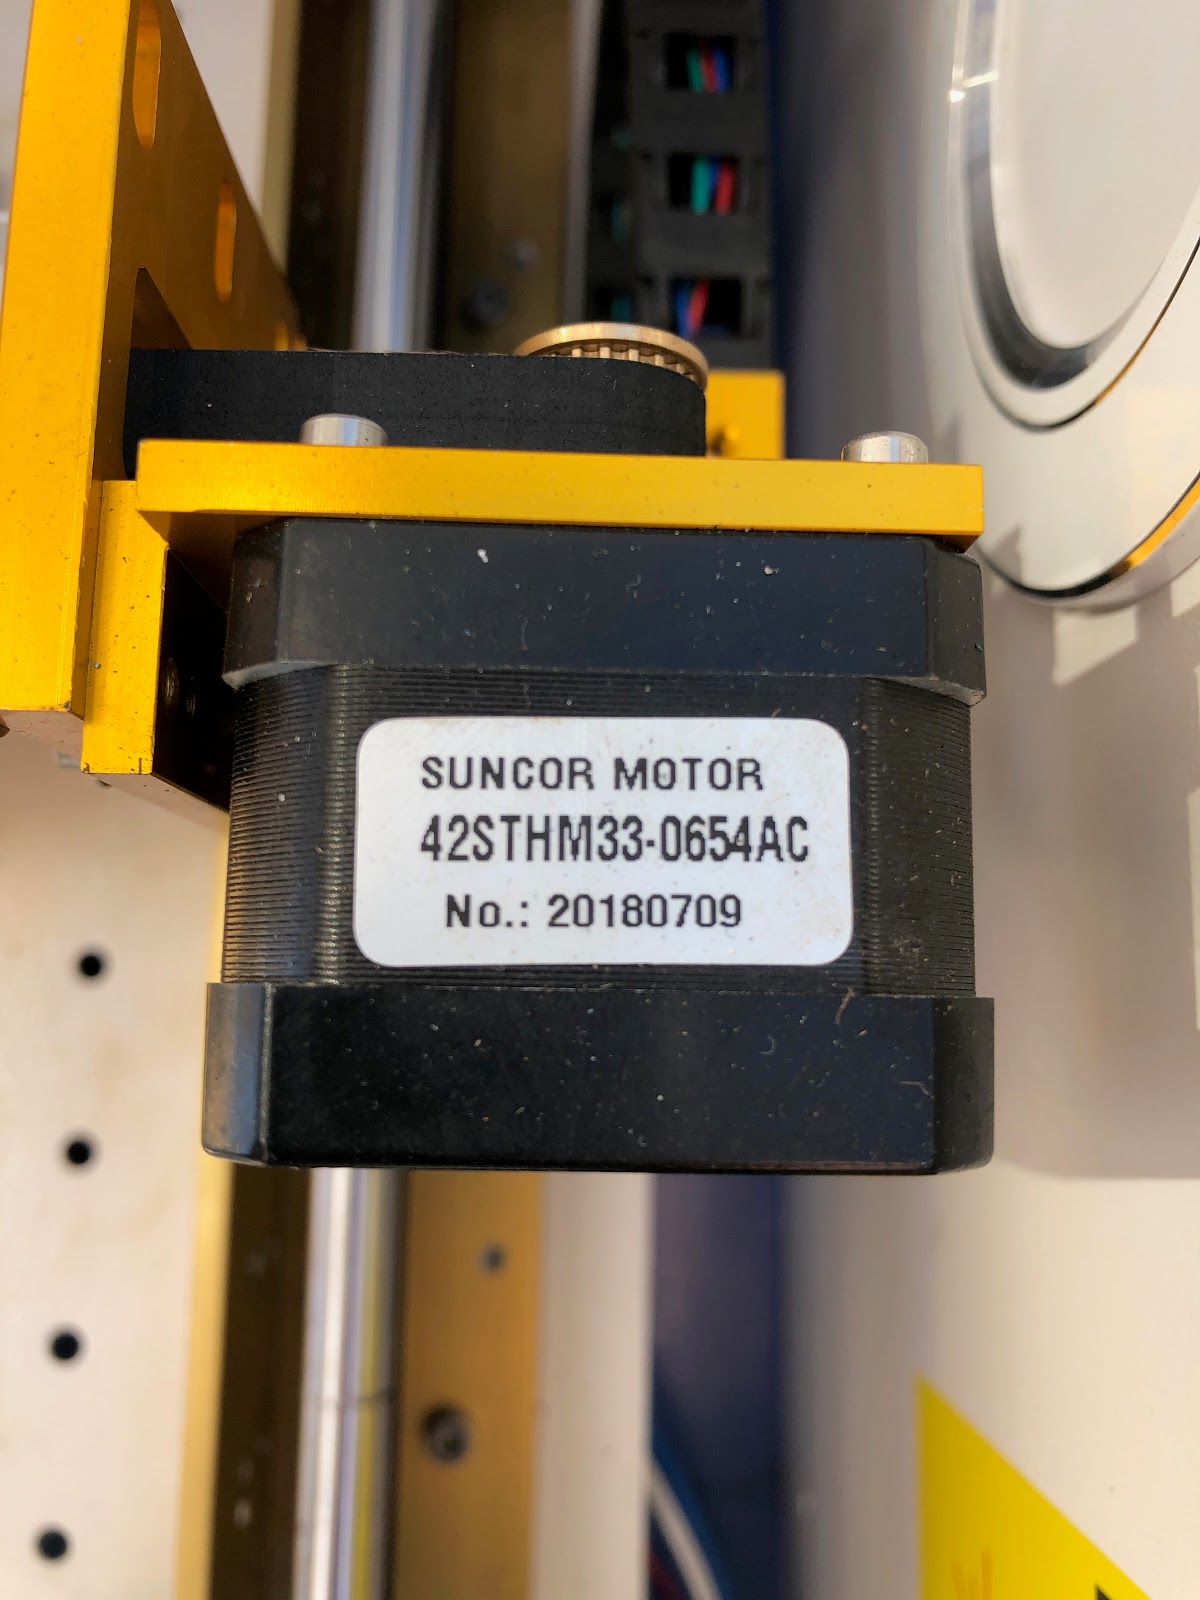 SUNCOR MOTOR
42STHM33-0654AC
No.: 20180709